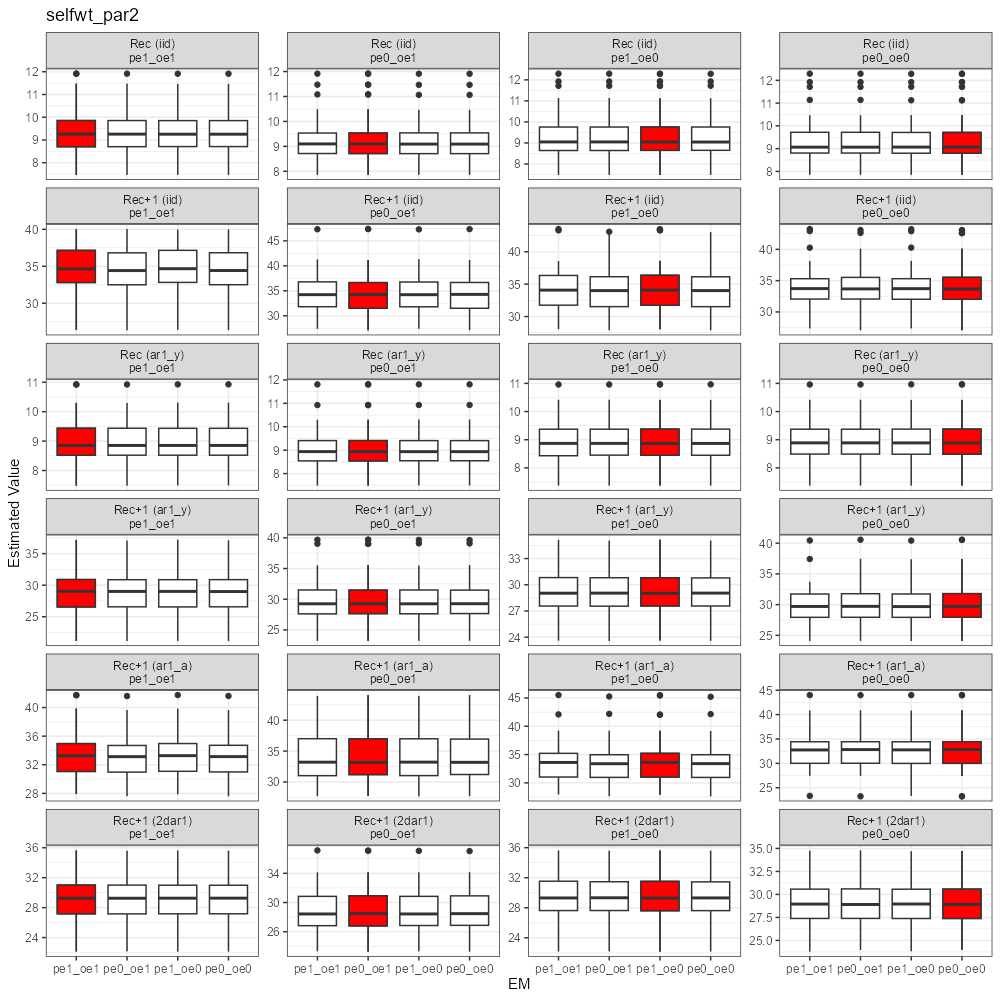 selfwt_par2
Rec (iid)
pe1_oe1
Rec (iid)
pe0_oe1
Rec (iid)
pe1_oe0
Rec (iid)
pe0_oe0
12
11
10
9
8
12
11
10
9
8
12
11
10
9
8
12
11
10
9
8
Rec+1 (iid)
pe1_oe1
Rec+1 (iid)
pe0_oe1
Rec+1 (iid)
pe1_oe0
Rec+1 (iid)
pe0_oe0
40
35
30
45
40
35
30
40
35
30
40
35
30
Rec (ar1_y)
pe1_oe1
Rec (ar1_y)
pe0_oe1
Rec (ar1_y)
pe1_oe0
Rec (ar1_y)
pe0_oe0
11
10
9
8
12
11
10
9
8
11
10
9
8
11
10
9
8
Estimated Value
Rec+1 (ar1_y)
pe1_oe1
Rec+1 (ar1_y)
pe0_oe1
Rec+1 (ar1_y)
pe1_oe0
Rec+1 (ar1_y)
pe0_oe0
35
30
25
40
35
30
25
33
30
27
24
40
35
30
25
Rec+1 (ar1_a)
pe1_oe1
Rec+1 (ar1_a)
pe0_oe1
Rec+1 (ar1_a)
pe1_oe0
Rec+1 (ar1_a)
pe0_oe0
40
36
32
28
40
35
30
45
40
35
30
45
40
35
30
25
Rec+1 (2dar1)
pe1_oe1
Rec+1 (2dar1)
pe0_oe1
Rec+1 (2dar1)
pe1_oe0
Rec+1 (2dar1)
pe0_oe0
36
32
28
24
34
30
26
36
32
28
24
35.0
32.5
30.0
27.5
25.0
pe1_oe1 pe0_oe1 pe1_oe0 pe0_oe0
pe1_oe1 pe0_oe1 pe1_oe0 pe0_oe0
pe1_oe1 pe0_oe1 pe1_oe0 pe0_oe0
pe1_oe1 pe0_oe1 pe1_oe0 pe0_oe0
EM